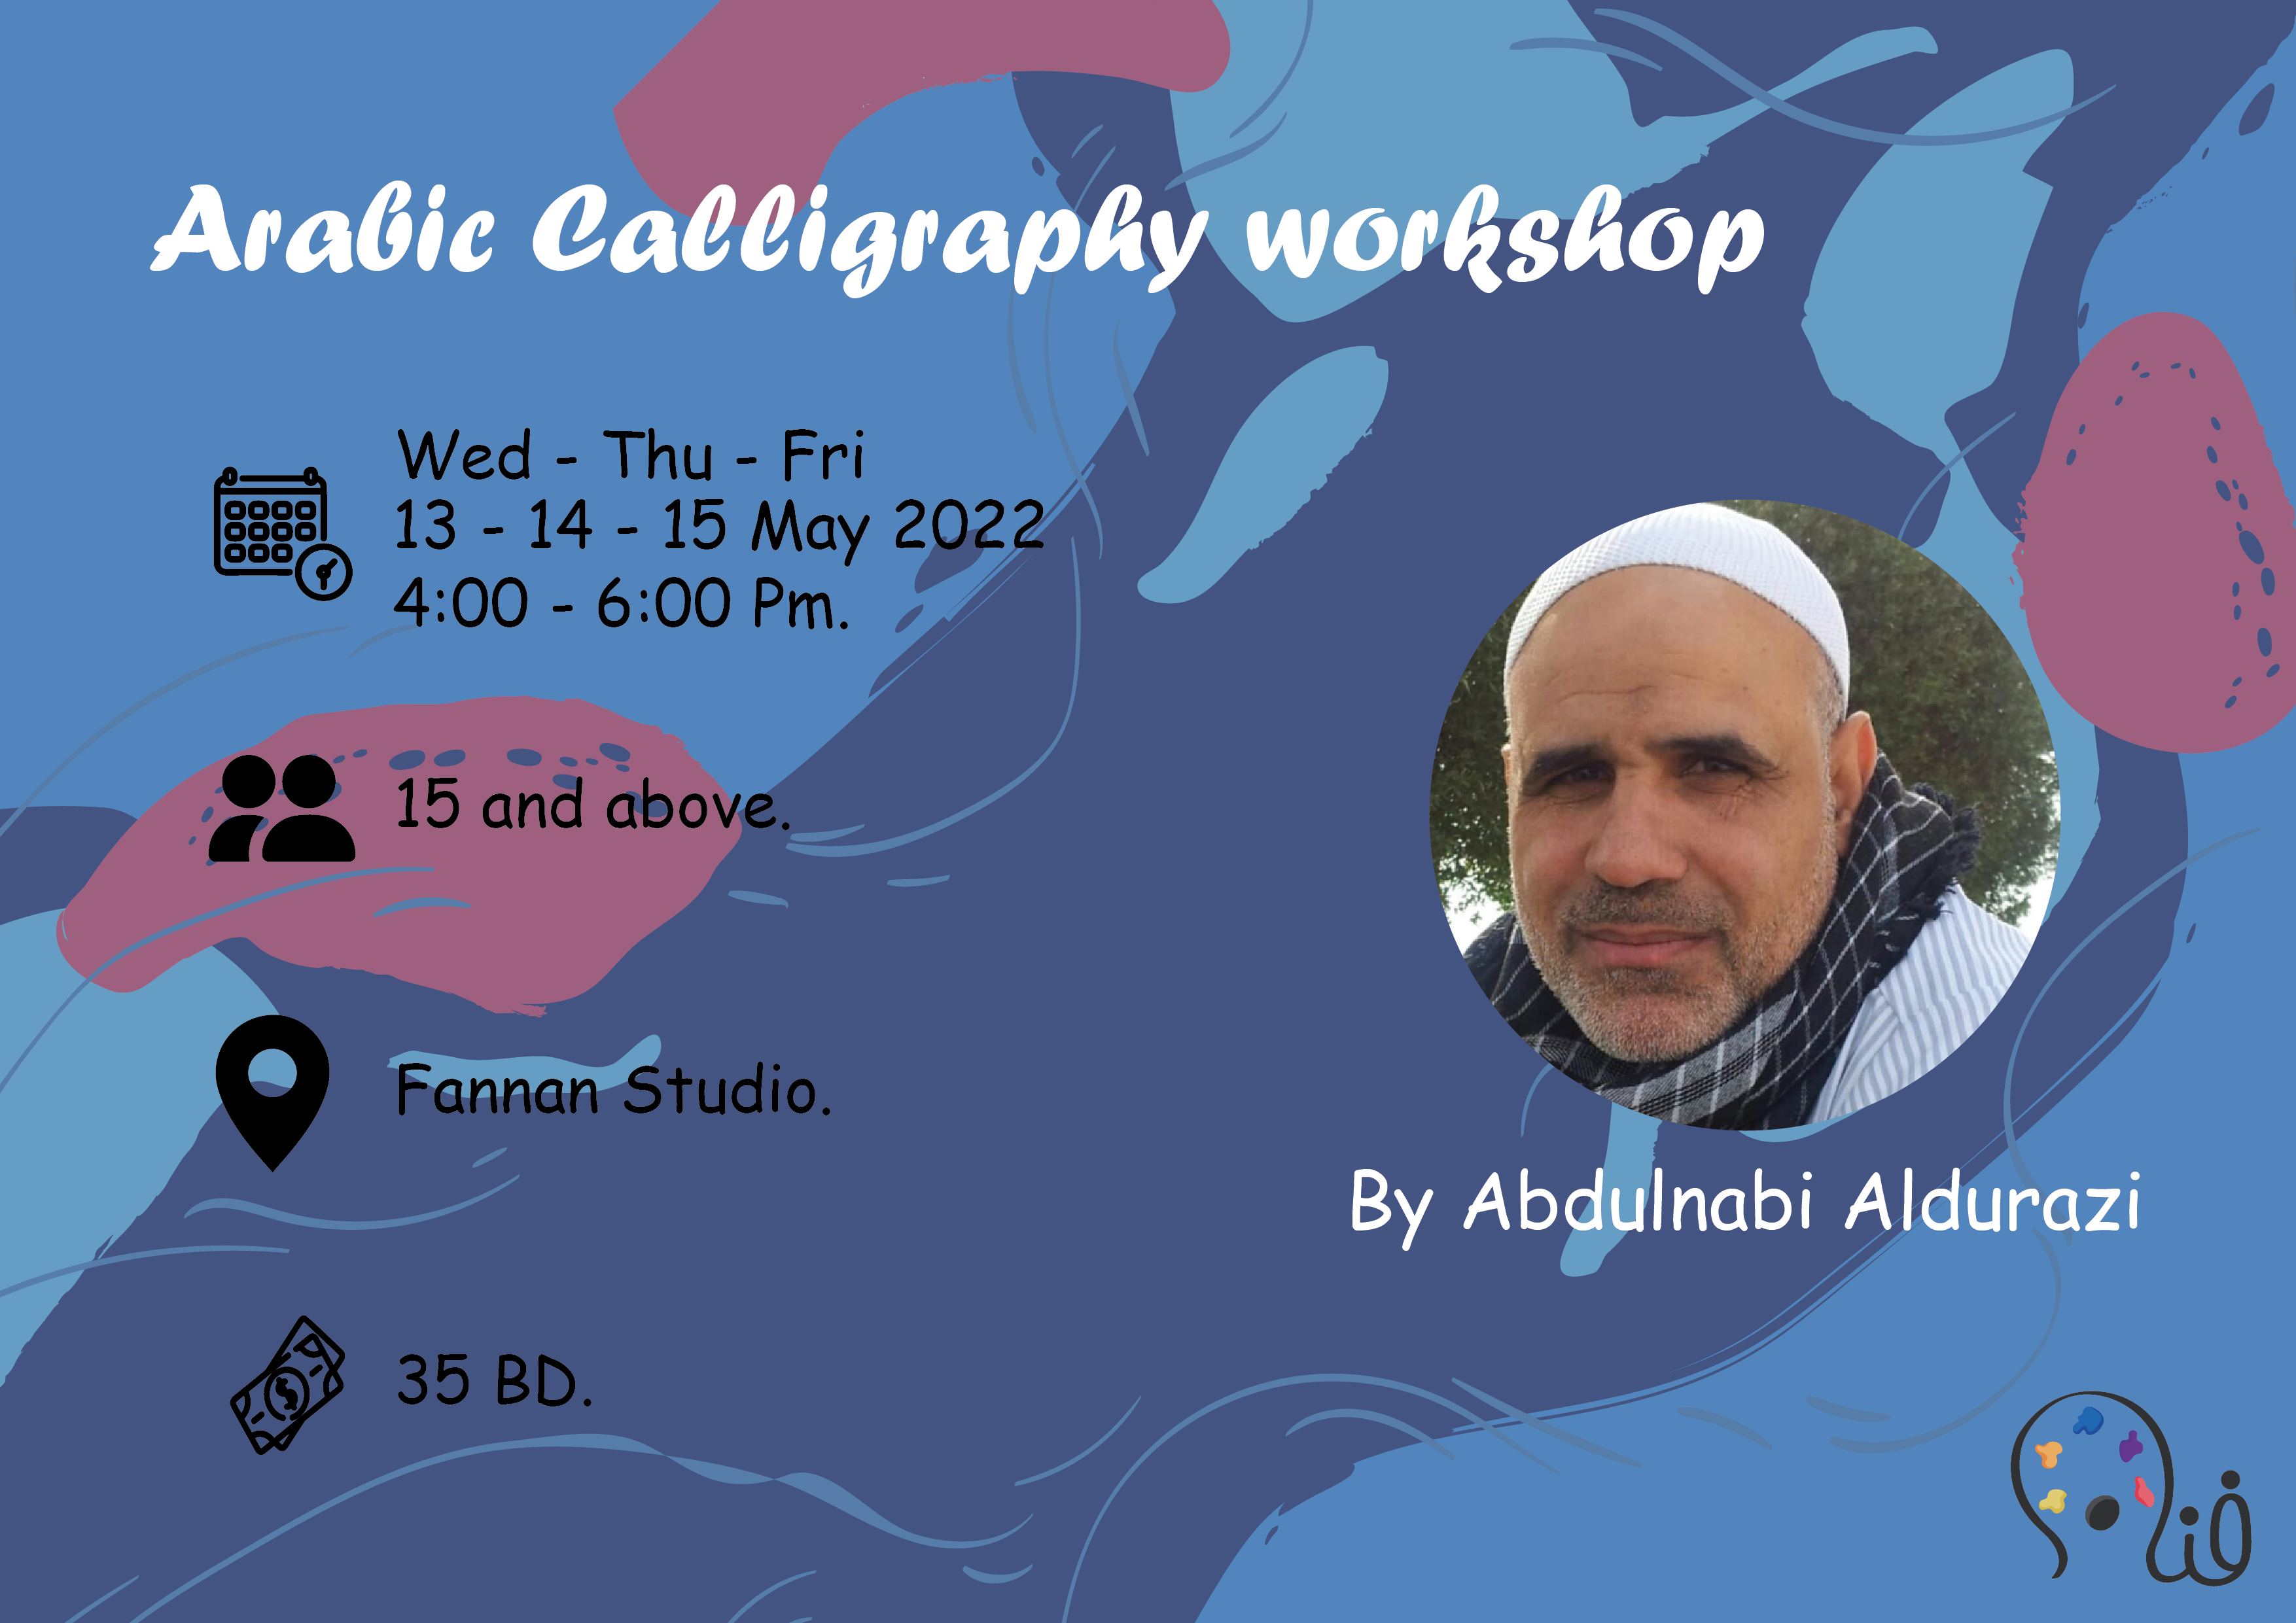 Arabic Calligraphy workshop
Wed - Thu - Fri
13 - 14 - 15 May 2022
4:00 - 6:00 Pm.
15 and above.
Fannan Studio.
35 BD.
By Abdulnabi Aldurazi
فنان